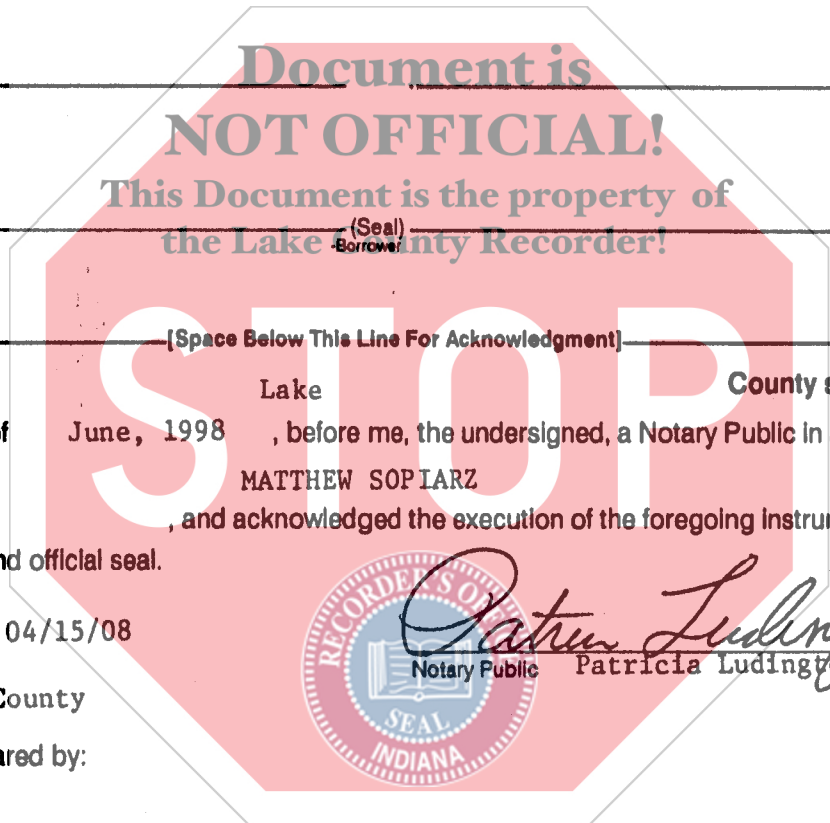 Document is
NOT OFFICIAL!
This Document is the property of
the Lake County Recorder!
(Seal)
-Borrower
STOP
[Space Below This Line For Acknowledgment]
Lake County s
of June, 1998 , before me, the undersigned, a Notary Public in
MATTHEW SOPIARZ
, and acknowledged the execution of the foregoing instru
nd official seal.
RECORDER'S OFFICE
04/15/08
Notary Public Patricia Ludingto
County
SEAL
INDIANA
ared by: